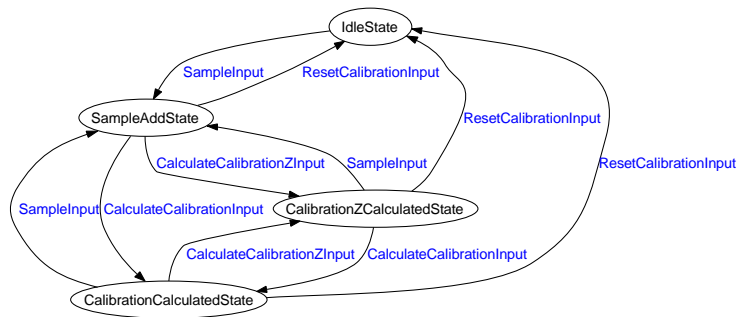 IdleState
SampleInput
ResetCalibrationInput
SampleAddState
ResetCalibrationInput
CalculateCalibrationZInput
SampleInput
ResetCalibrationInput
SampleInput
CalculateCalibrationInput
CalibrationZCalculatedState
CalculateCalibrationZInput
CalculateCalibrationInput
CalibrationCalculatedState